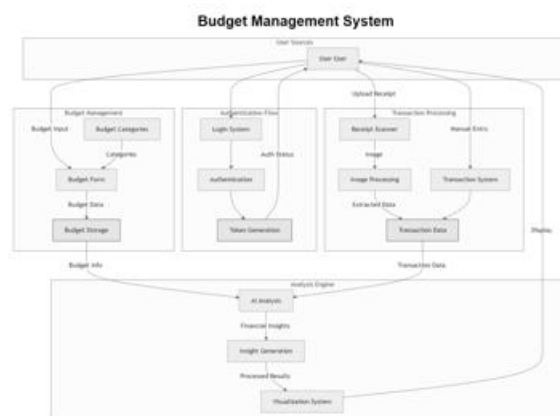 Budget Management System
User Sources
User User
Upload Receipt
Budget Management
Authentication Flow
Transaction Processing
Budget Input
Budget Categories
Login System
Receipt Scanner
Manual Entry
Categories
Auth Status
Image
Budget Form
Authentication
Image Processing
Transaction System
Budget Data
Extracted Data
Budget Storage
Token Generation
Transaction Data
Display
Budget Info
Transaction Data
Analysis Engine
AI Analysis
Financial Insights
Insight Generation
Processed Results
Visualization System